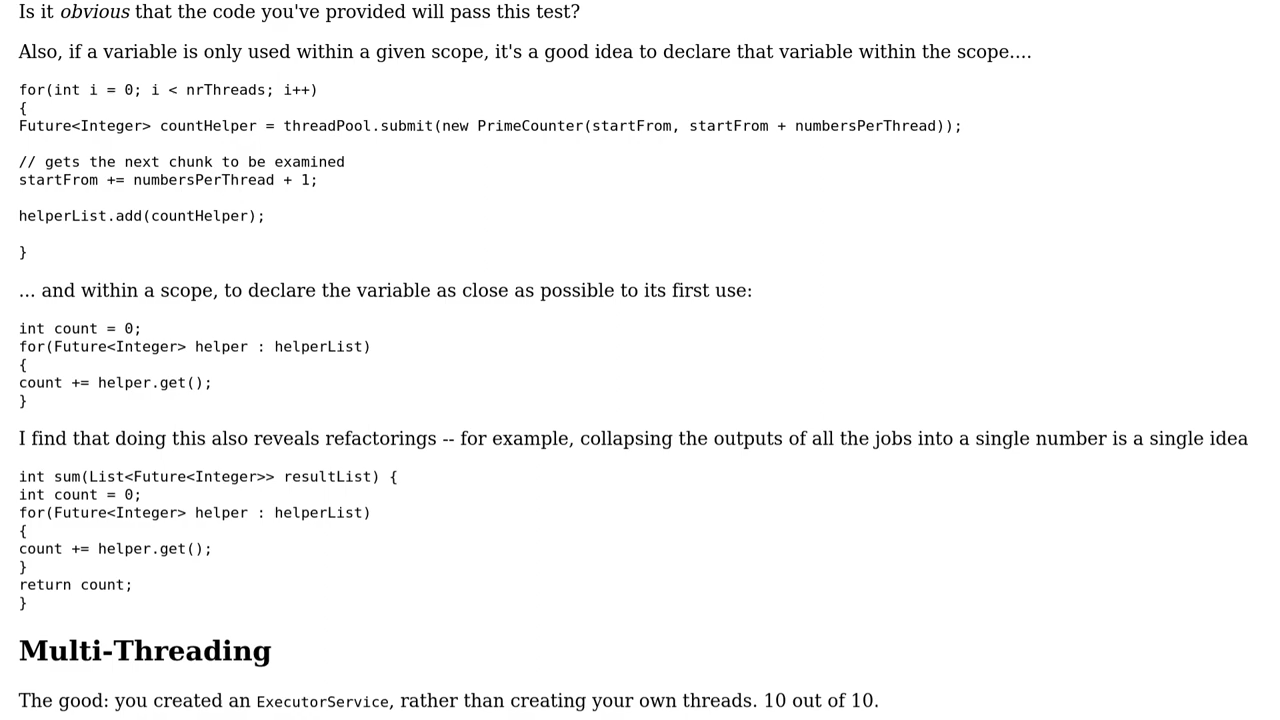 Is it obvious that the code you've provided will pass this test?
Also, if a variable is only used within a given scope, it's a good idea to declare that variable within the scope....
for(int i = 0; i < nrThreads; i++)
{
Future<Integer> countHelper = threadPool.submit(new PrimeCounter(startFrom, startFrom + numbersPerThread));
// gets the next chunk to be examined
startFrom += numbersPerThread + 1;
helperList.add(countHelper);
}
... and within a scope, to declare the variable as close as possible to its first use:
int count = 0;
for(Future<Integer> helper : helperList)
{
count += helper.get();
}
I find that doing this also reveals refactorings -- for example, collapsing the outputs of all the jobs into a single number is a single idea
int sum(List<Future<Integer>> resultList) {
int count = 0;
for(Future<Integer> helper : helperList)
{
count += helper.get();
}
return count;
}
Multi-Threading
The good: you created an ExecutorService, rather than creating your own threads. 10 out of 10.